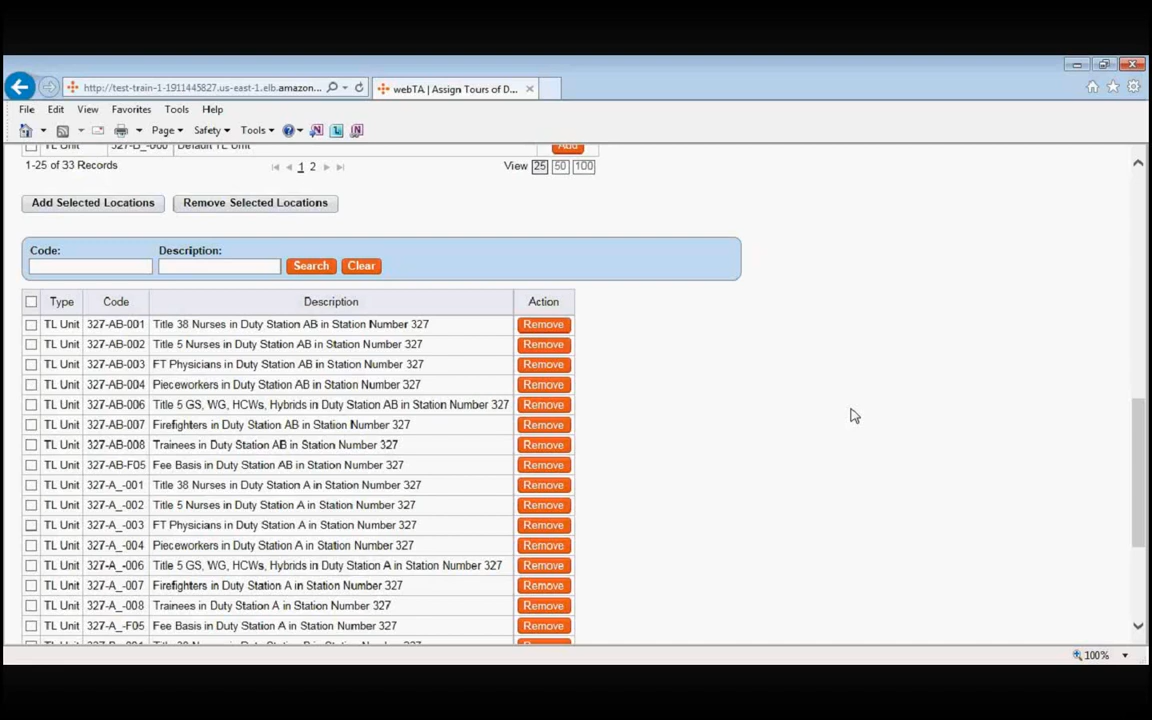 http://test-train-1-1911445827.us-east-1.elb.amazon...
webTA | Assign Tours of D...
File Edit View Favorites Tools Help
Page Safety Tools
TL Unit 327-B_-000 Default TL Unit Add
1-25 of 33 Records 1 2 View 25 50 100
Add Selected Locations Remove Selected Locations
Code: Description:
Search Clear
Type Code Description Action
TL Unit 327-AB-001 Title 38 Nurses in Duty Station AB in Station Number 327 Remove
TL Unit 327-AB-002 Title 5 Nurses in Duty Station AB in Station Number 327 Remove
TL Unit 327-AB-003 FT Physicians in Duty Station AB in Station Number 327 Remove
TL Unit 327-AB-004 Pieceworkers in Duty Station AB in Station Number 327 Remove
TL Unit 327-AB-006 Title 5 GS, WG, HCWs, Hybrids in Duty Station AB in Station Number 327 Remove
TL Unit 327-AB-007 Firefighters in Duty Station AB in Station Number 327 Remove
TL Unit 327-AB-008 Trainees in Duty Station AB in Station Number 327 Remove
TL Unit 327-AB-F05 Fee Basis in Duty Station AB in Station Number 327 Remove
TL Unit 327-A_-001 Title 38 Nurses in Duty Station A in Station Number 327 Remove
TL Unit 327-A_-002 Title 5 Nurses in Duty Station A in Station Number 327 Remove
TL Unit 327-A_-003 FT Physicians in Duty Station A in Station Number 327 Remove
TL Unit 327-A_-004 Pieceworkers in Duty Station A in Station Number 327 Remove
TL Unit 327-A_-006 Title 5 GS, WG, HCWs, Hybrids in Duty Station A in Station Number 327 Remove
TL Unit 327-A_-007 Firefighters in Duty Station A in Station Number 327 Remove
TL Unit 327-A_-008 Trainees in Duty Station A in Station Number 327 Remove
TL Unit 327-A_-F05 Fee Basis in Duty Station A in Station Number 327 Remove
100%